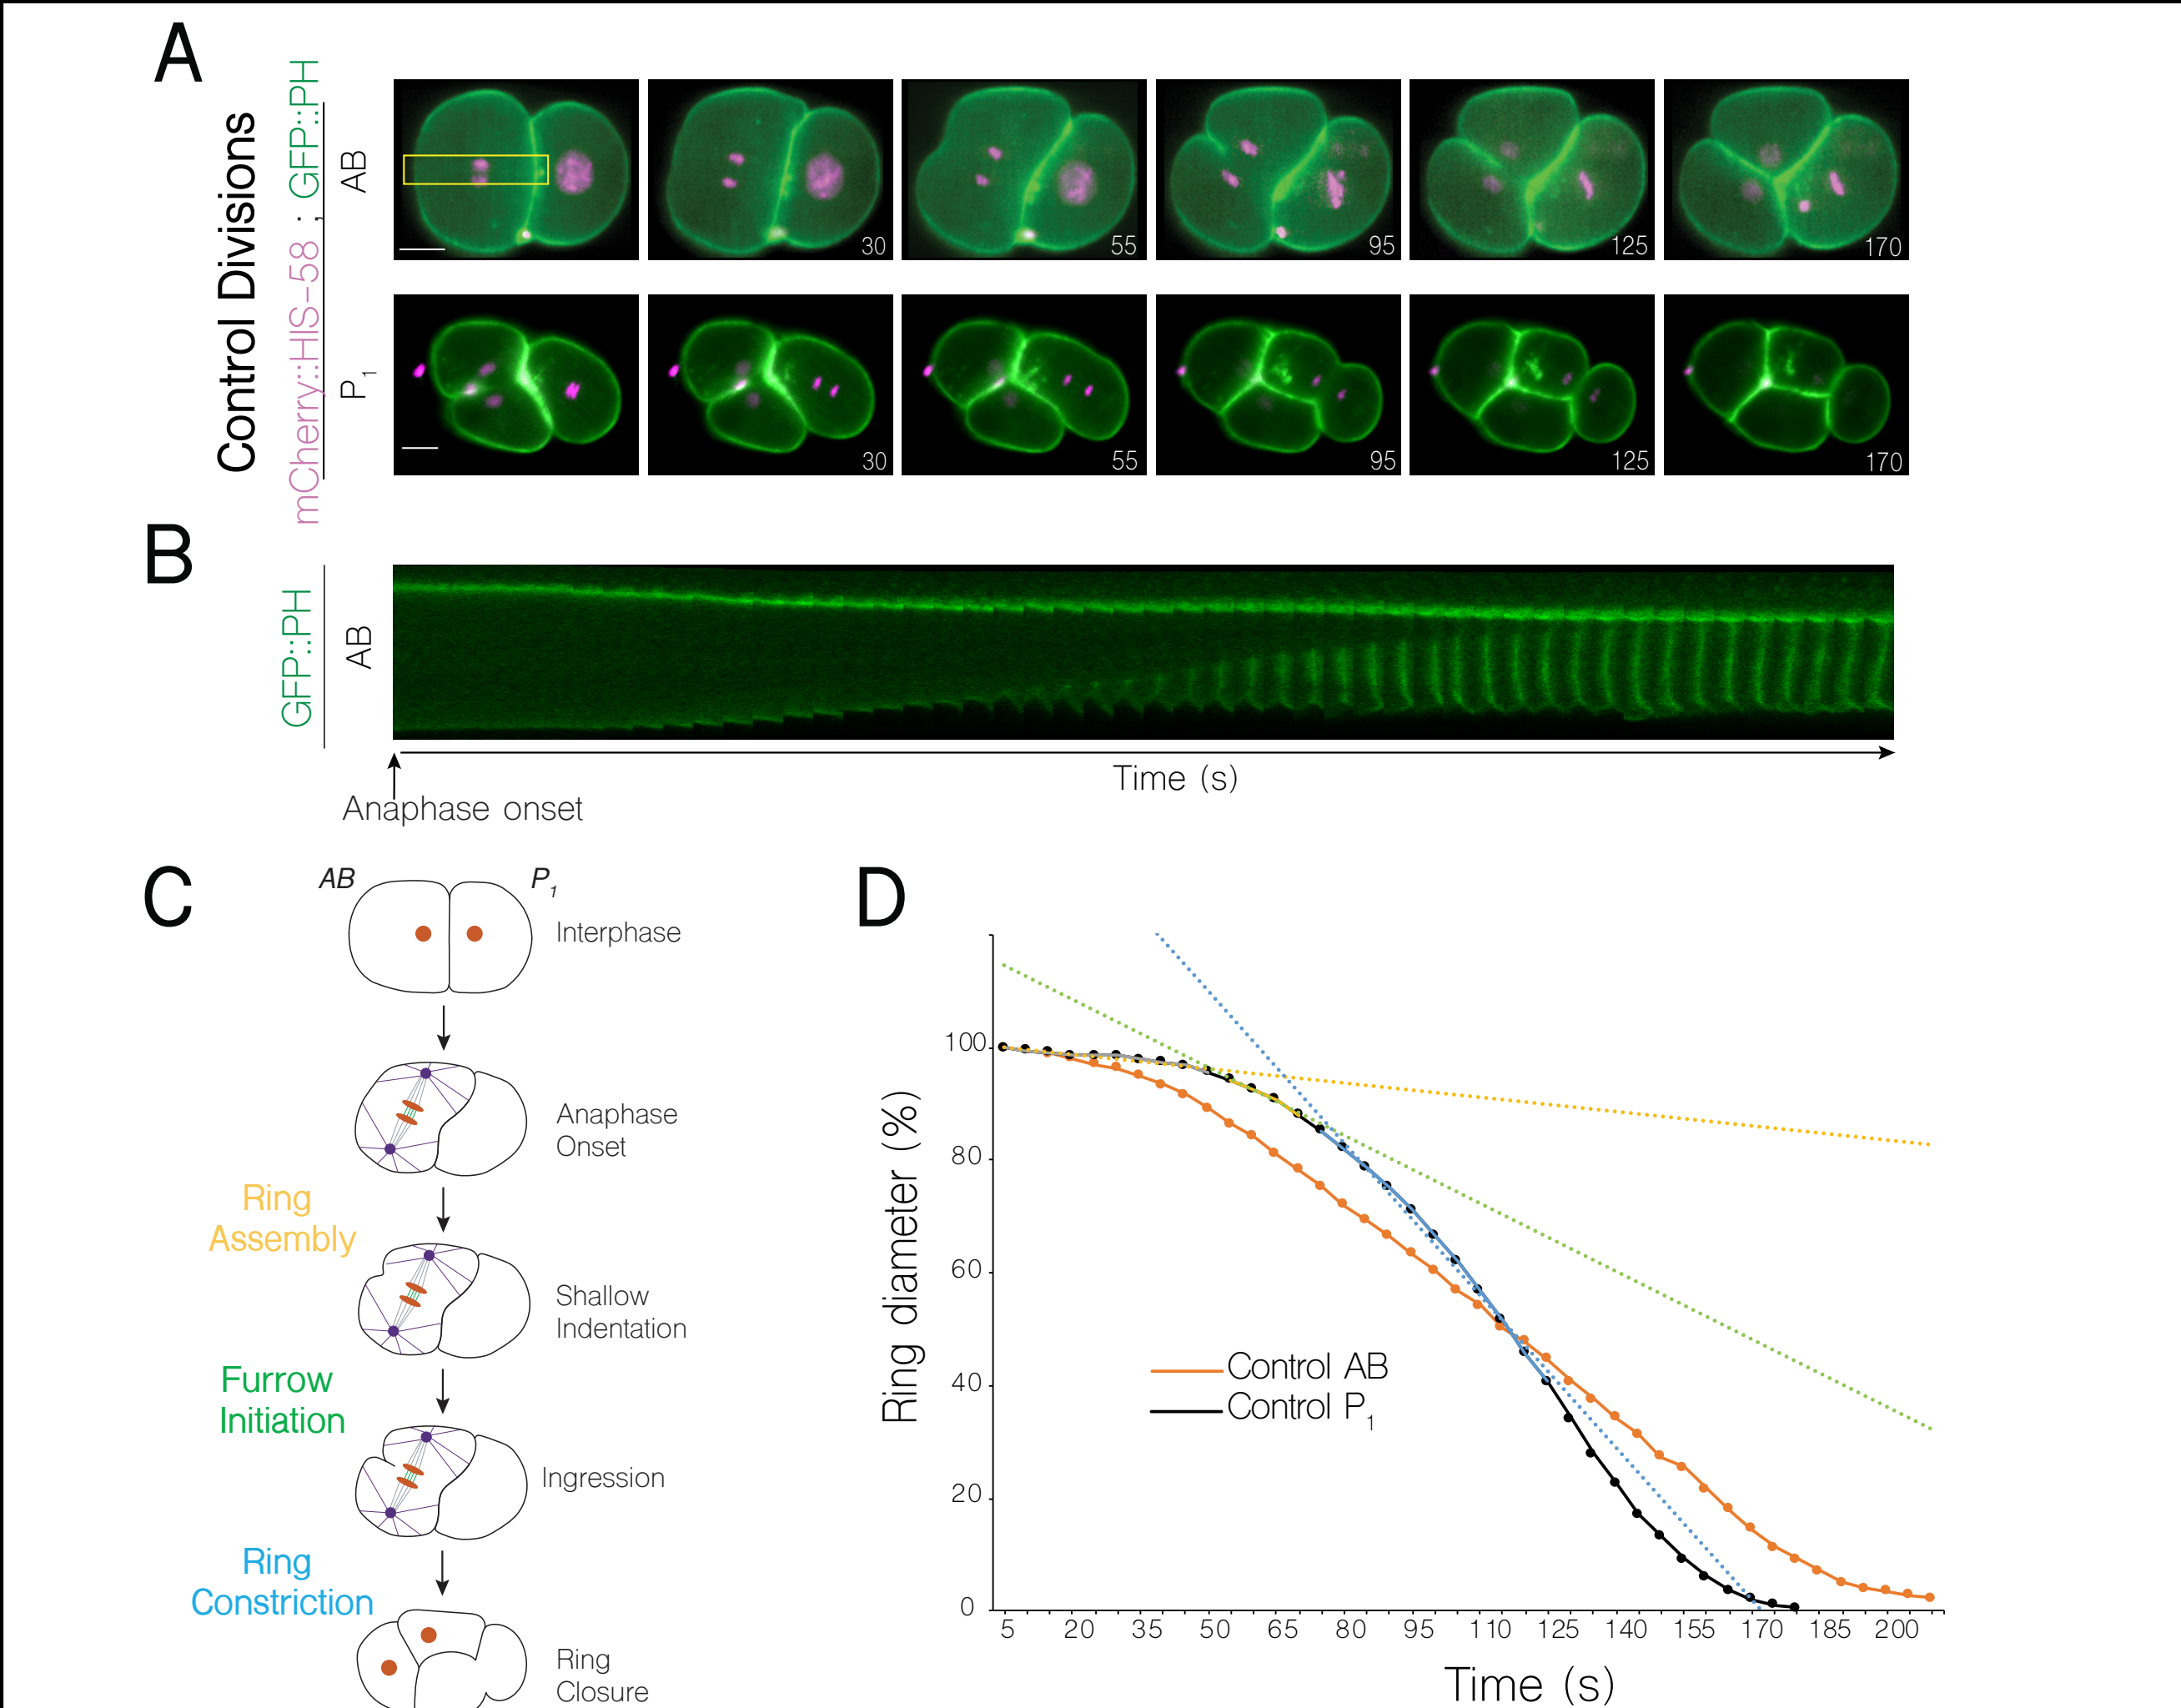 A
Control Divisions
mCherry::HIS-58 ; GFP::PH
AB
30
55
95
125
170
P1
30
55
95
125
170
B
GFP::PH
AB
Time (s)
Anaphase onset
C
AB
P1
Interphase
Anaphase
Onset
Ring
Assembly
Shallow
Indentation
Furrow
Initiation
Ingression
Ring
Constriction
Ring
Closure
D
Ring diameter (%)
100
80
60
40
20
0
Control AB
Control P1
5 20 35 50 65 80 95 110 125 140 155 170 185 200
Time (s)